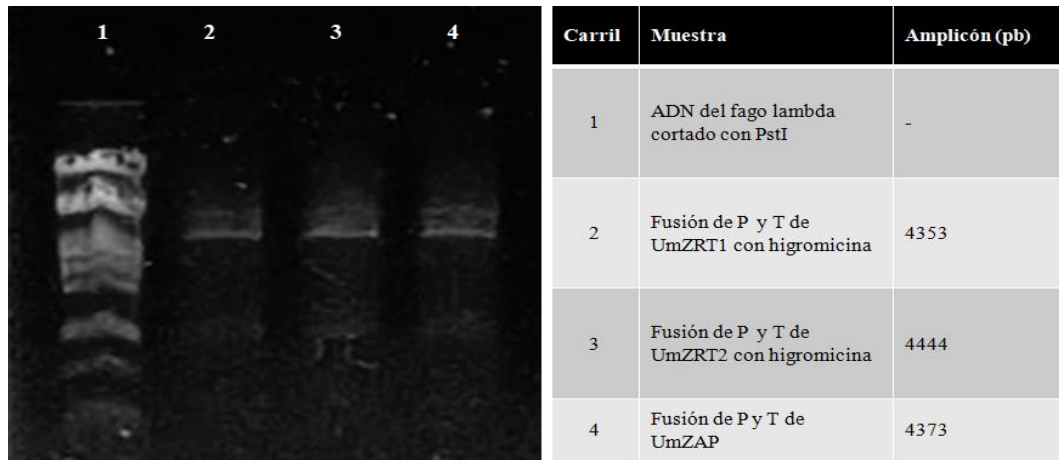 1 2 3 4
Carril Muestra Amplicón (pb)
1 ADN del fago lambda
cortado con PstI -
2 Fusión de P y T de
UmZRT1 con higromicina 4353
3 Fusión de P y T de
UmZRT2 con higromicina 4444
4 Fusión de P y T de
UmZAP 4373